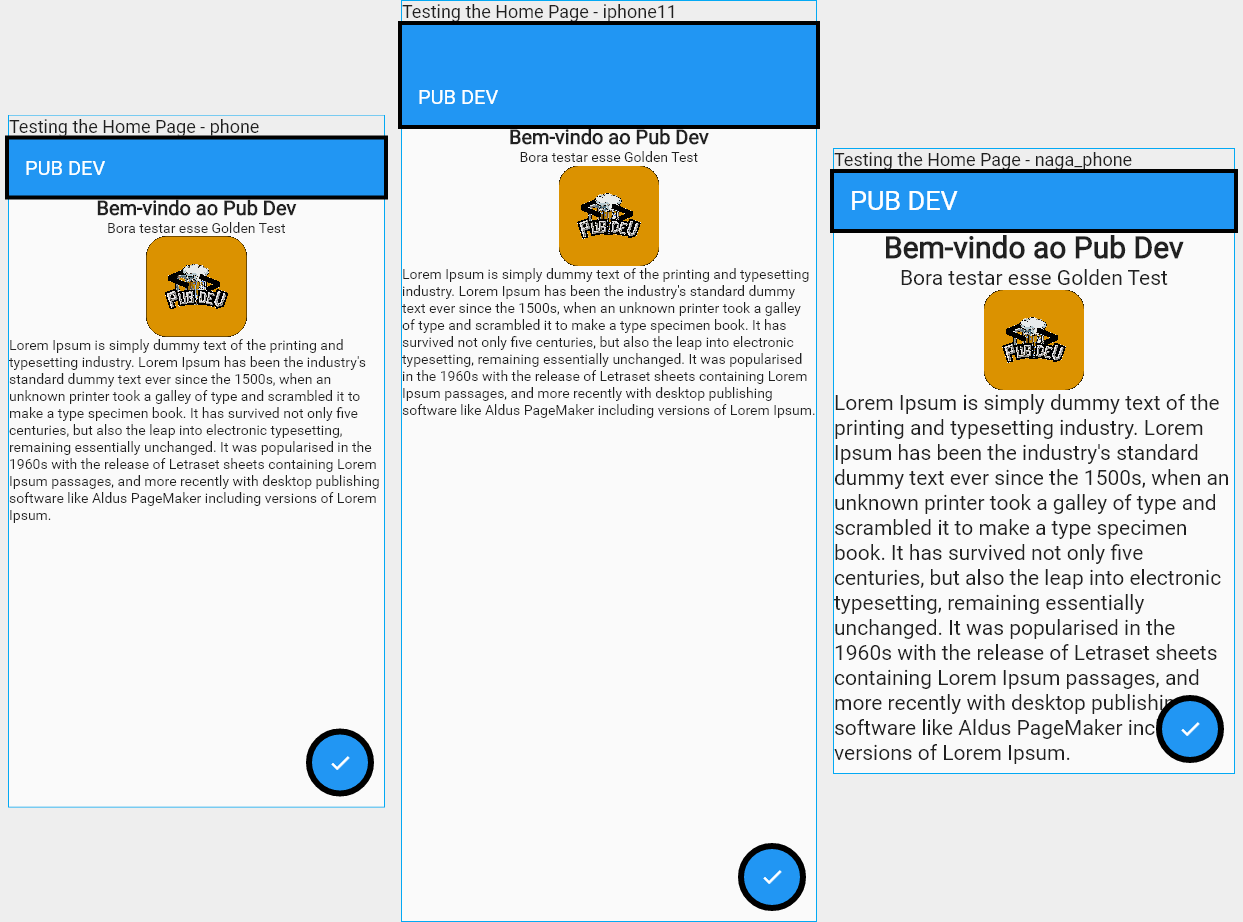 Testing the Home Page - phone
PUB DEV
Bem-vindo ao Pub Dev
Bora testar esse Golden Test
PUB DEV
Lorem Ipsum is simply dummy text of the printing and
typesetting industry. Lorem Ipsum has been the industry's
standard dummy text ever since the 1500s, when an
unknown printer took a galley of type and scrambled it to
make a type specimen book. It has survived not only five
centuries, but also the leap into electronic typesetting,
remaining essentially unchanged. It was popularised in the
1960s with the release of Letraset sheets containing Lorem
Ipsum passages, and more recently with desktop publishing
software like Aldus PageMaker including versions of Lorem
Ipsum.
Testing the Home Page - iphone11
PUB DEV
Bem-vindo ao Pub Dev
Bora testar esse Golden Test
PUB DEV
Lorem Ipsum is simply dummy text of the printing and typesetting
industry. Lorem Ipsum has been the industry's standard dummy
text ever since the 1500s, when an unknown printer took a galley
of type and scrambled it to make a type specimen book. It has
survived not only five centuries, but also the leap into electronic
typesetting, remaining essentially unchanged. It was popularised
in the 1960s with the release of Letraset sheets containing Lorem
Ipsum passages, and more recently with desktop publishing
software like Aldus PageMaker including versions of Lorem Ipsum.
Testing the Home Page - naga_phone
PUB DEV
Bem-vindo ao Pub Dev
Bora testar esse Golden Test
PUB DEV
Lorem Ipsum is simply dummy text of the
printing and typesetting industry. Lorem
Ipsum has been the industry's standard
dummy text ever since the 1500s, when an
unknown printer took a galley of type and
scrambled it to make a type specimen
book. It has survived not only five
centuries, but also the leap into electronic
typesetting, remaining essentially
unchanged. It was popularised in the
1960s with the release of Letraset sheets
containing Lorem Ipsum passages, and
more recently with desktop
software like Aldus PageMaker
versions of Lorem Ipsum.